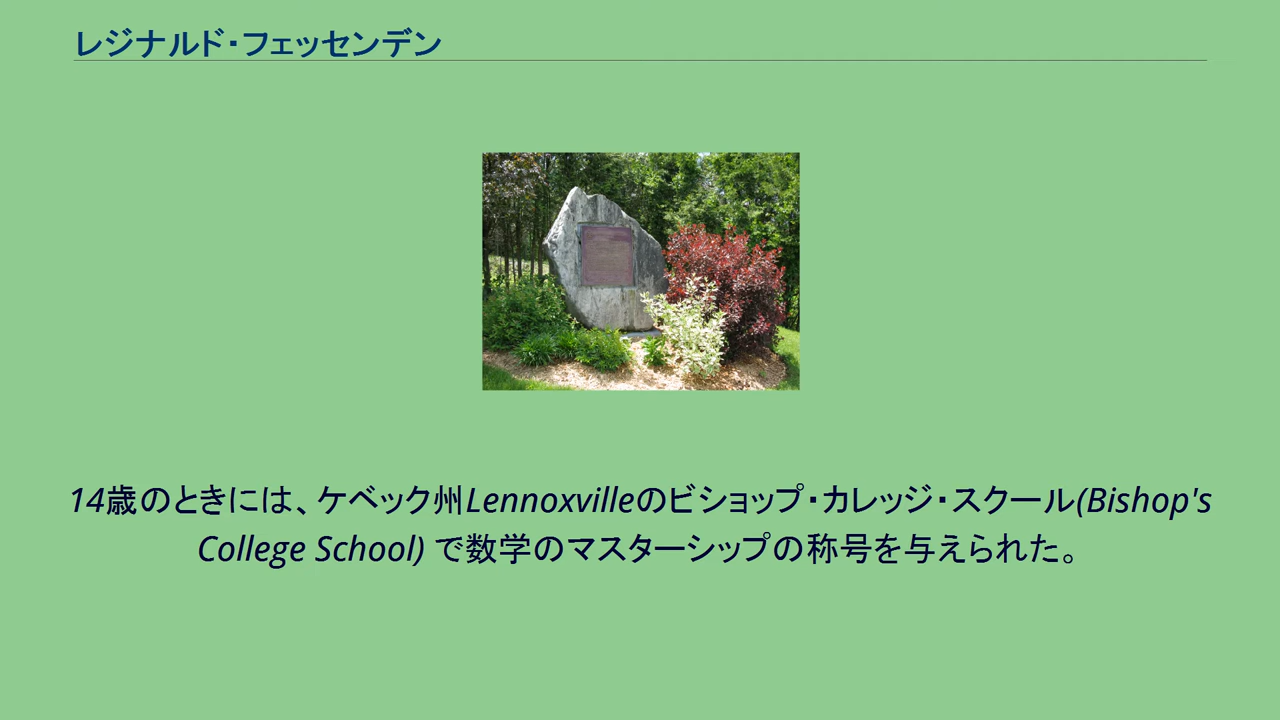 レジナルド・フェッセンデン
14歳のときには、ケベック州Lennoxvilleのビショップ・カレッジ・スクール(Bishop's
College School) で数学のマスターシップの称号を与えられた。